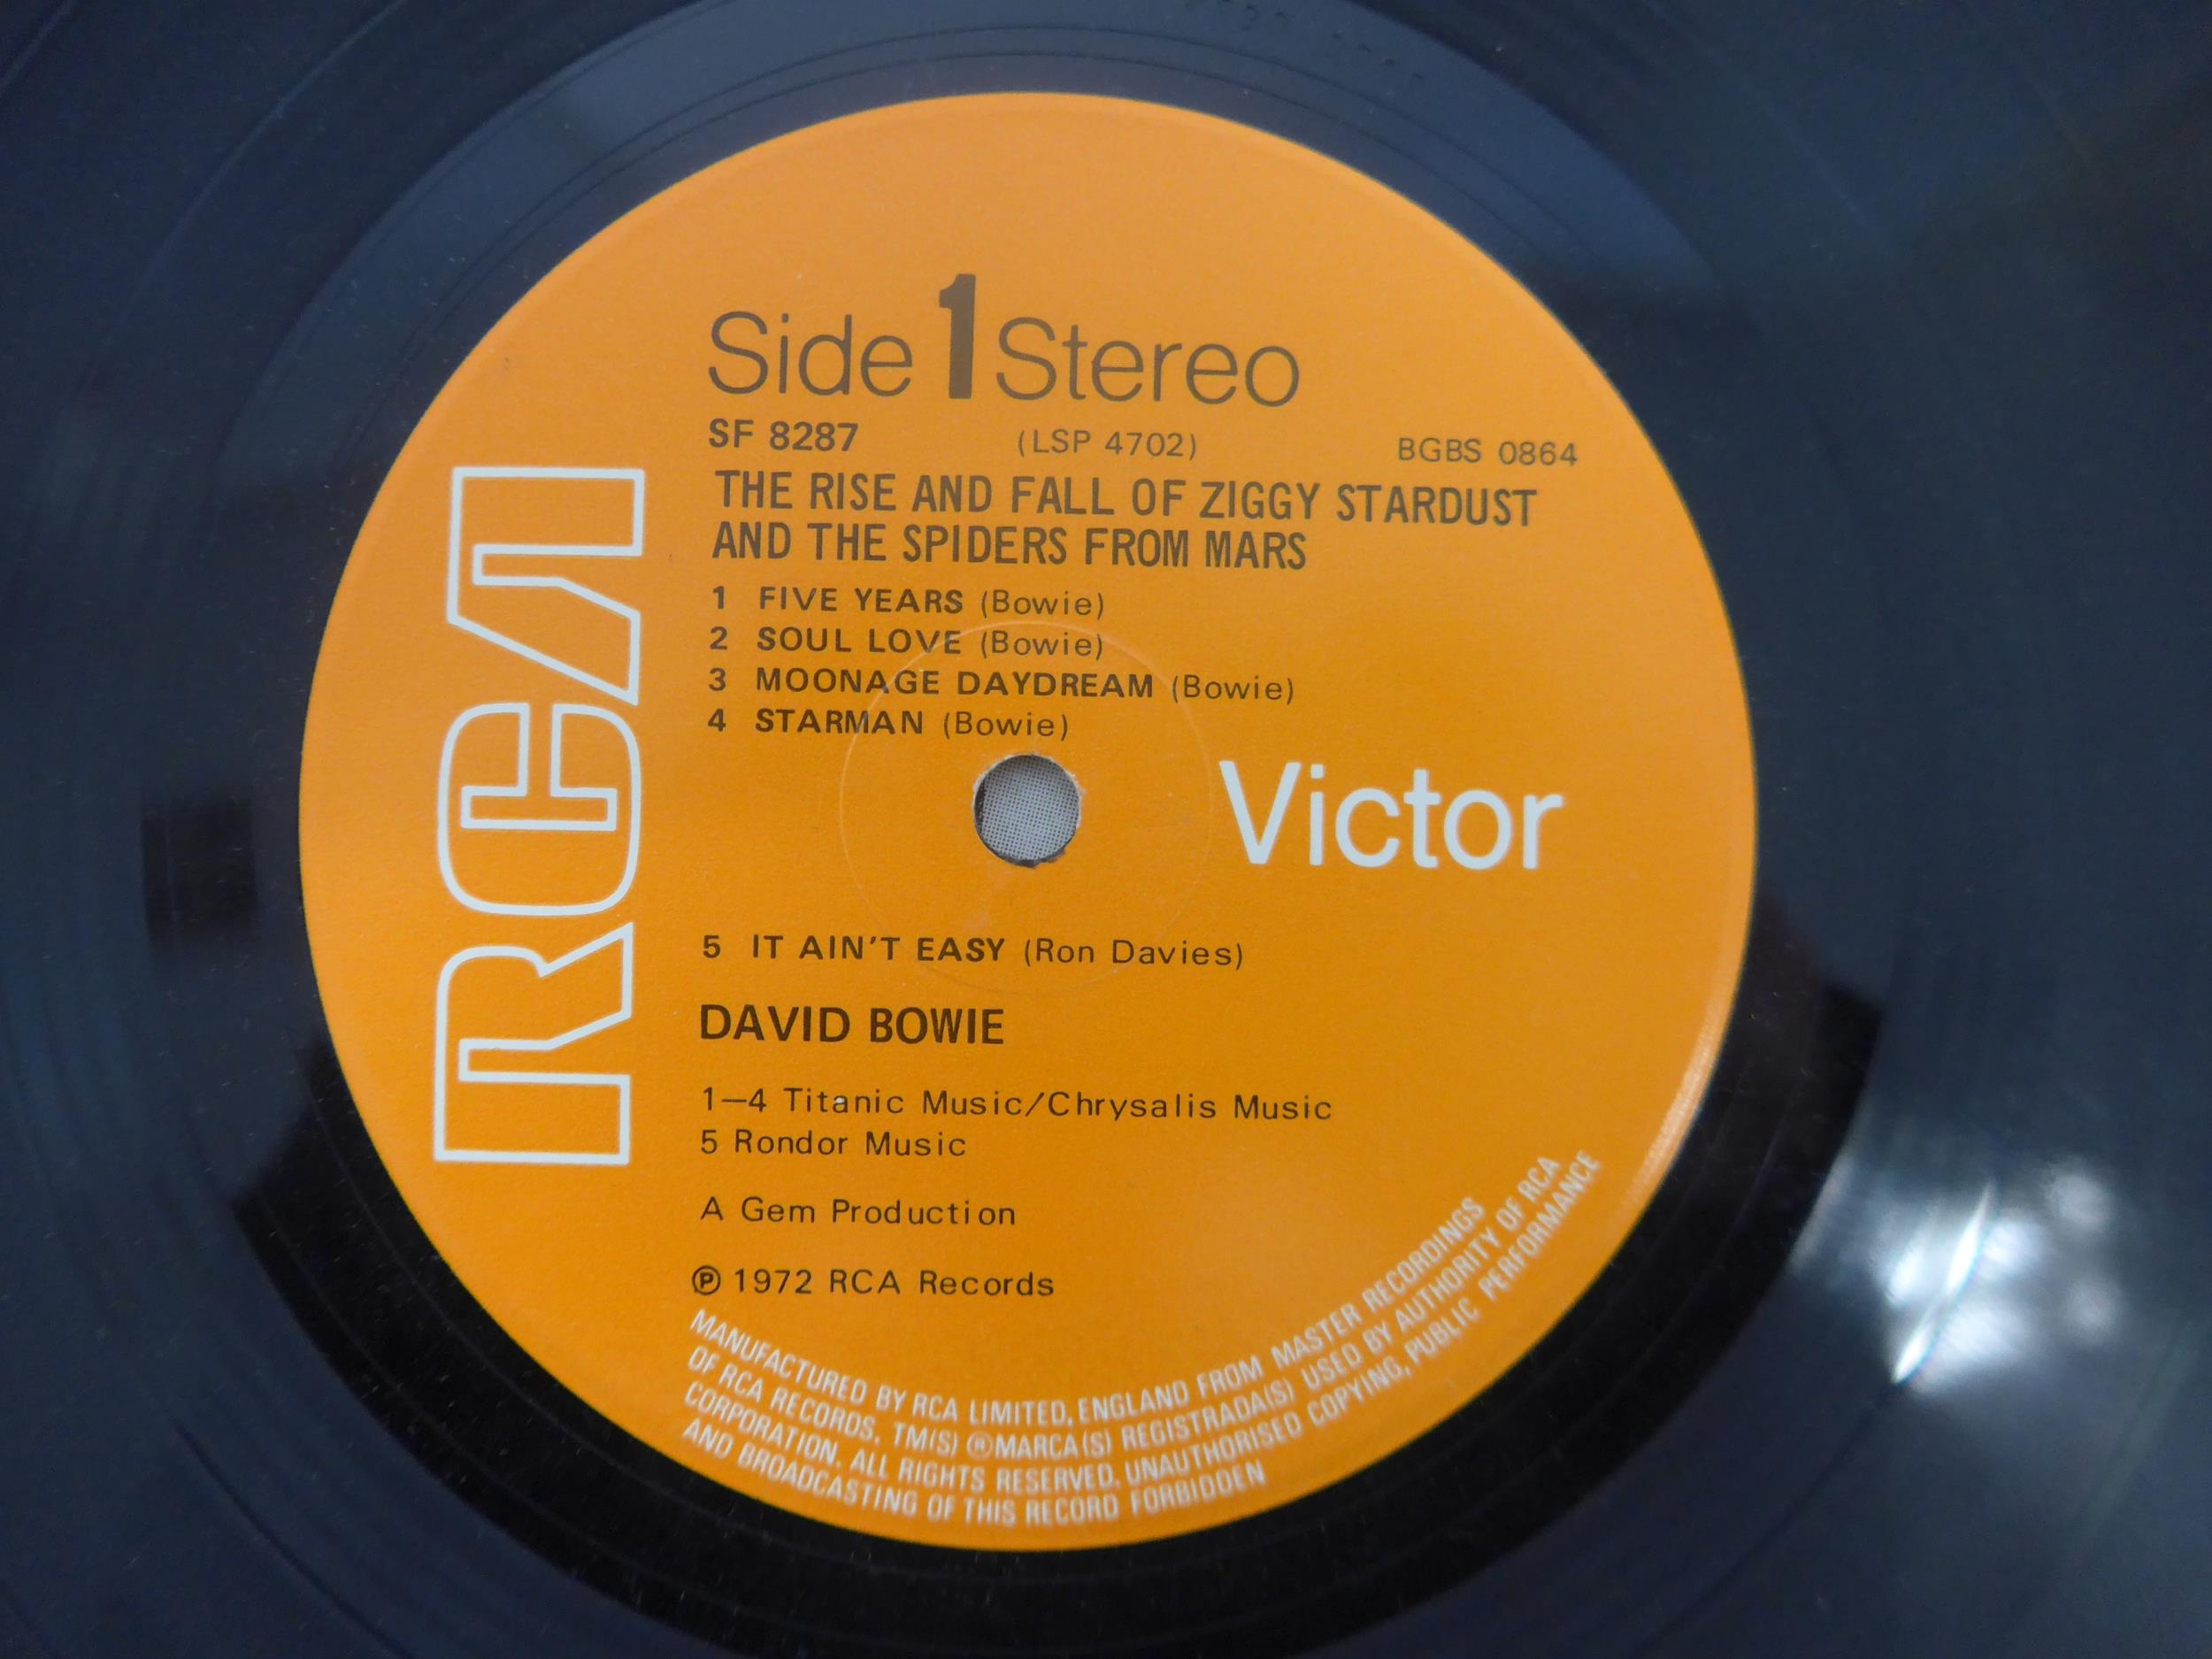 Side 1 Stereo
SF 8287 (LSP 4702) BGBS 0864
THE RISE AND FALL OF ZIGGY STARDUST
AND THE SPIDERS FROM MARS
1 FIVE YEARS (Bowie)
2 SOUL LOVE (Bowie)
3 MOONAGE DAYDREAM (Bowie)
4 STARMAN (Bowie)
RCA
Victor
5 IT AIN'T EASY (Ron Davies)
DAVID BOWIE
1—4 Titanic Music/Chrysalis Music
5 Rondor Music
A Gem Production
℗ 1972 RCA Records
MANUFACTURED BY RCA LIMITED, ENGLAND FROM MASTER RECORDINGS
OF RCA RECORDS, TM(S) ® MARCA(S) REGISTRADA(S) USED BY AUTHORITY OF RCA
CORPORATION. ALL RIGHTS RESERVED. UNAUTHORISED COPYING, PUBLIC PERFORMANCE
AND BROADCASTING OF THIS RECORD FORBIDDEN